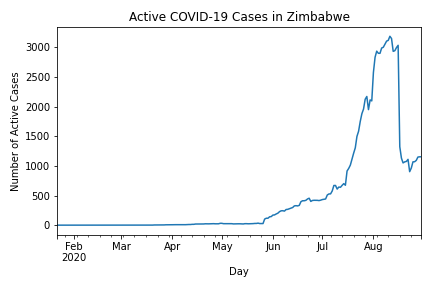 Active COVID-19 Cases in Zimbabwe
Number of Active Cases
3000
2500
2000
1500
1000
500
0
Feb Mar Apr May Jun Jul Aug
2020
Day